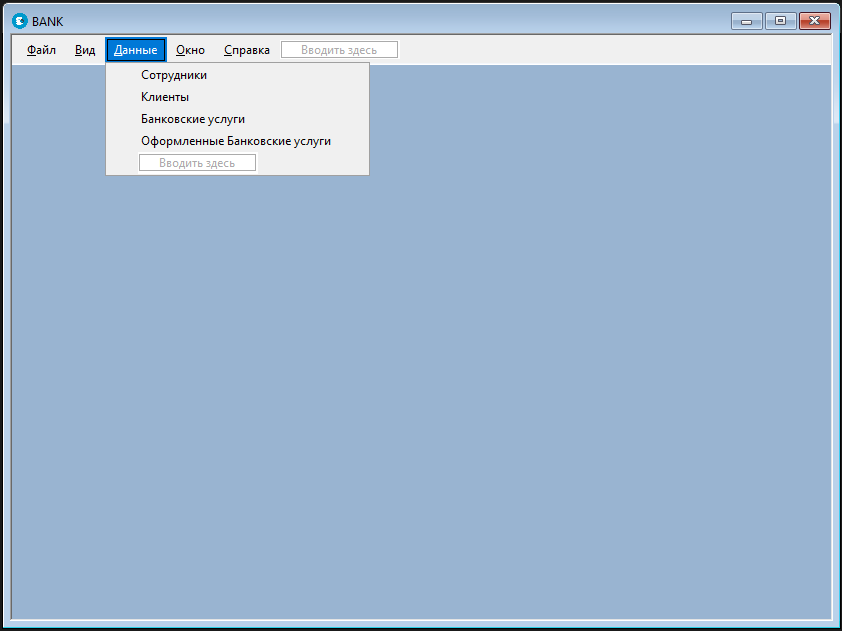 BANK
Файл Вид Данные Окно Справка Вводить здесь
Сотрудники
Клиенты
Банковские услуги
Оформленные Банковские услуги
Вводить здесь